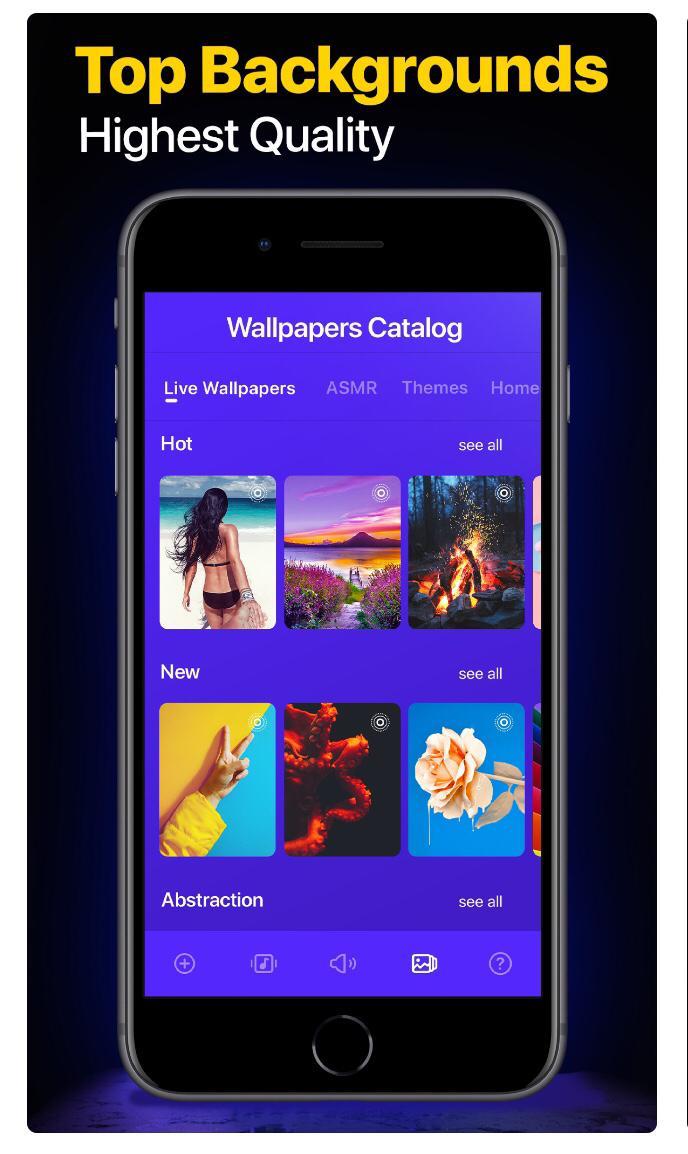 Top Backgrounds
Highest Quality
Wallpapers Catalog
Live Wallpapers ASMR Themes Home
Hot see all
New see all
Abstraction see all